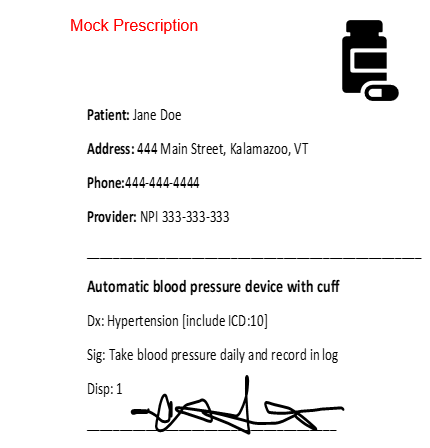 Mock Prescription
Patient: Jane Doe
Address: 444 Main Street, Kalamazoo, VT
Phone:444-444-4444
Provider: NPI 333-333-333
Automatic blood pressure device with cuff
Dx: Hypertension [include ICD:10]
Sig: Take blood pressure daily and record in log
Disp: 1